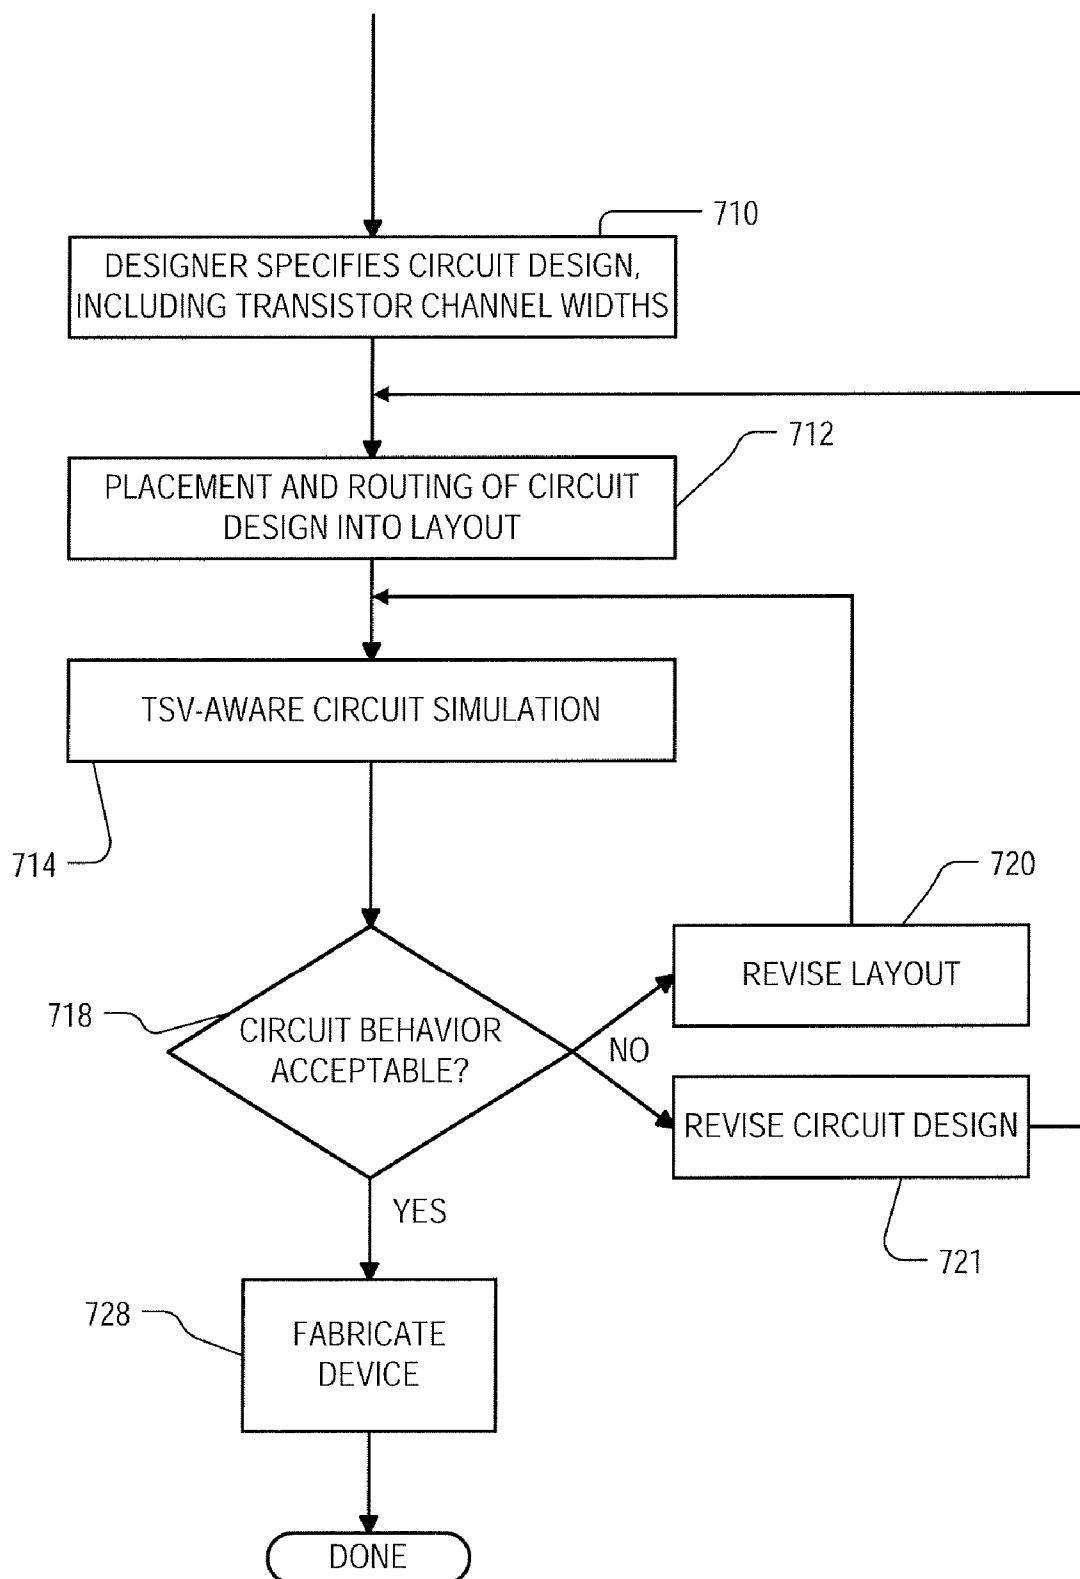 710
DESIGNER SPECIFIES CIRCUIT DESIGN,
INCLUDING TRANSISTOR CHANNEL WIDTHS
712
PLACEMENT AND ROUTING OF CIRCUIT
DESIGN INTO LAYOUT
TSV-AWARE CIRCUIT SIMULATION
714
720
REVISE LAYOUT
718
CIRCUIT BEHAVIOR
ACCEPTABLE?
NO
REVISE CIRCUIT DESIGN
721
YES
728
FABRICATE
DEVICE
DONE